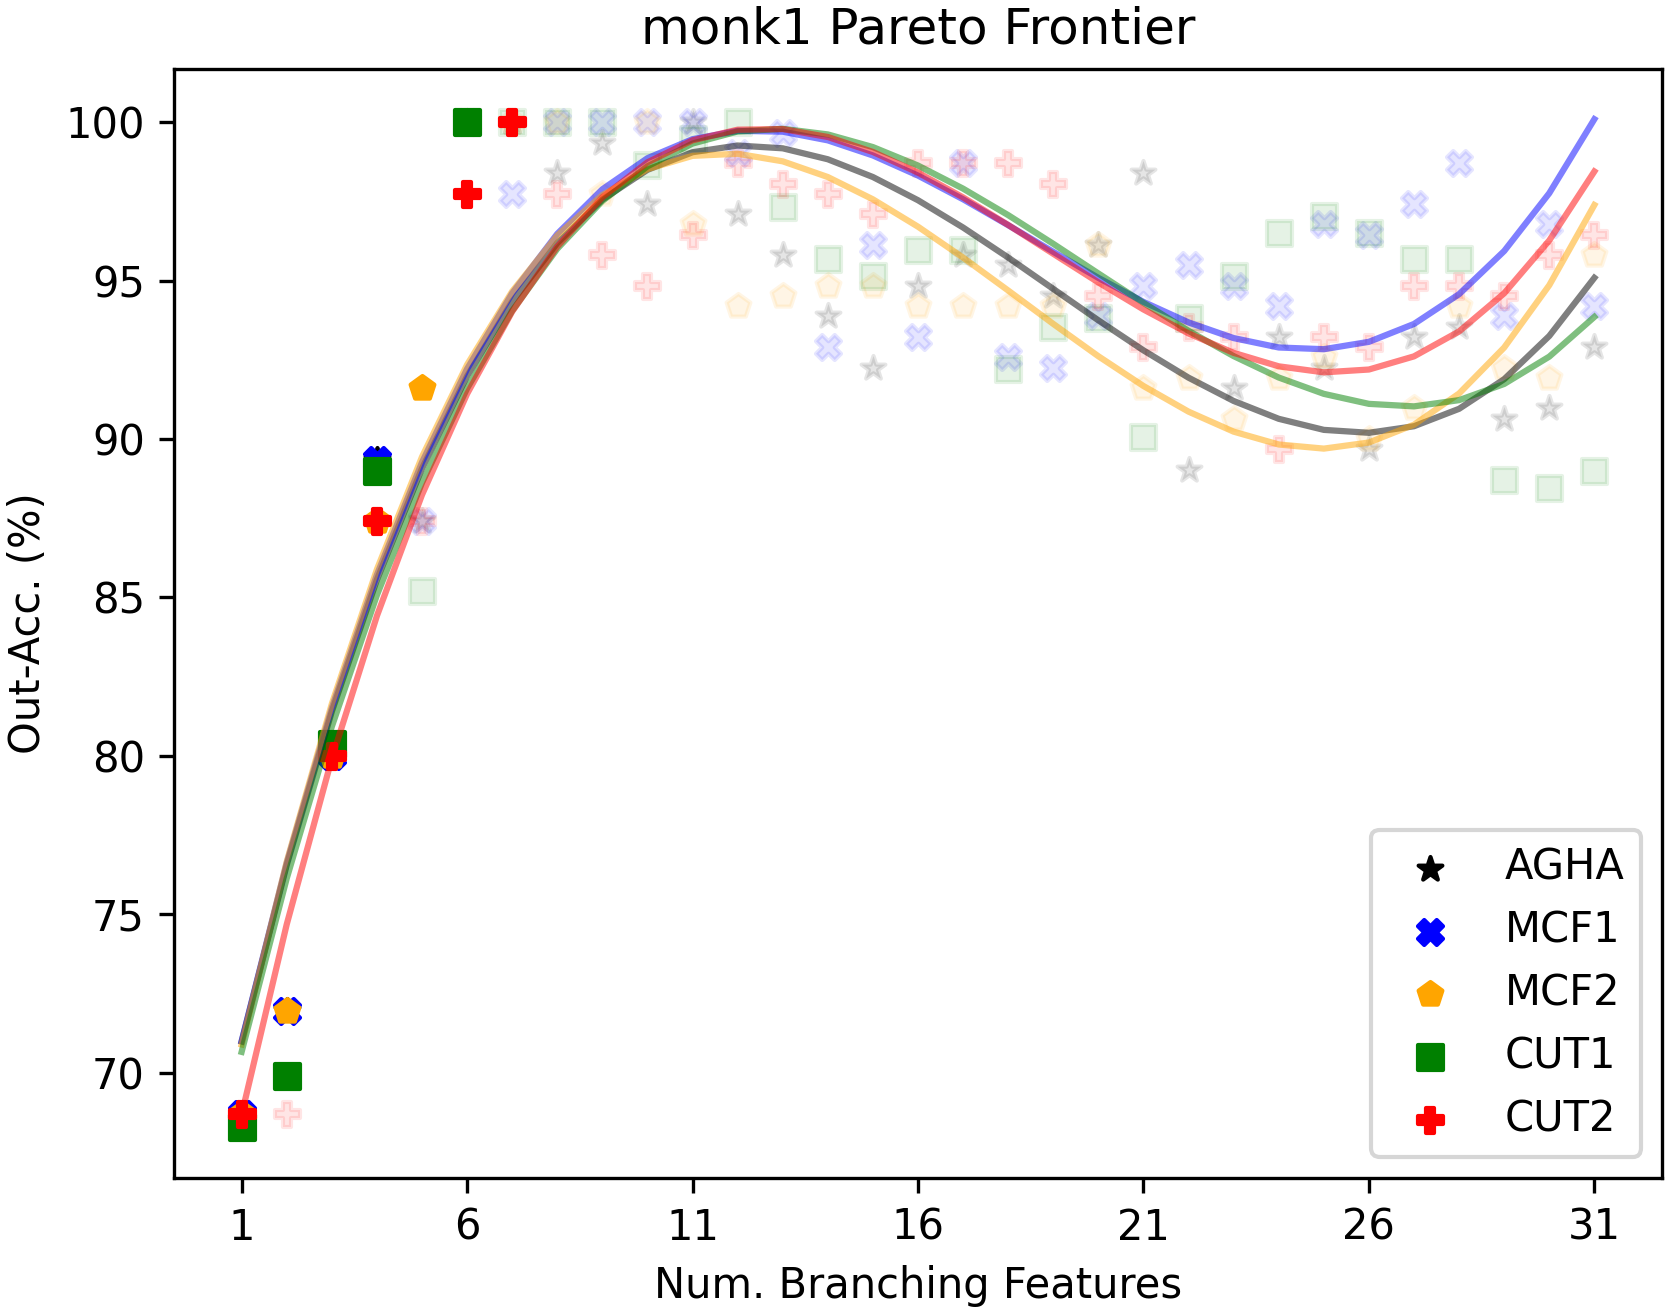 monk1 Pareto Frontier
Out-Acc. (%)
100
95
90
85
80
75
70
AGHA
MCF1
MCF2
CUT1
CUT2
1 6 11 16 21 26 31
Num. Branching Features